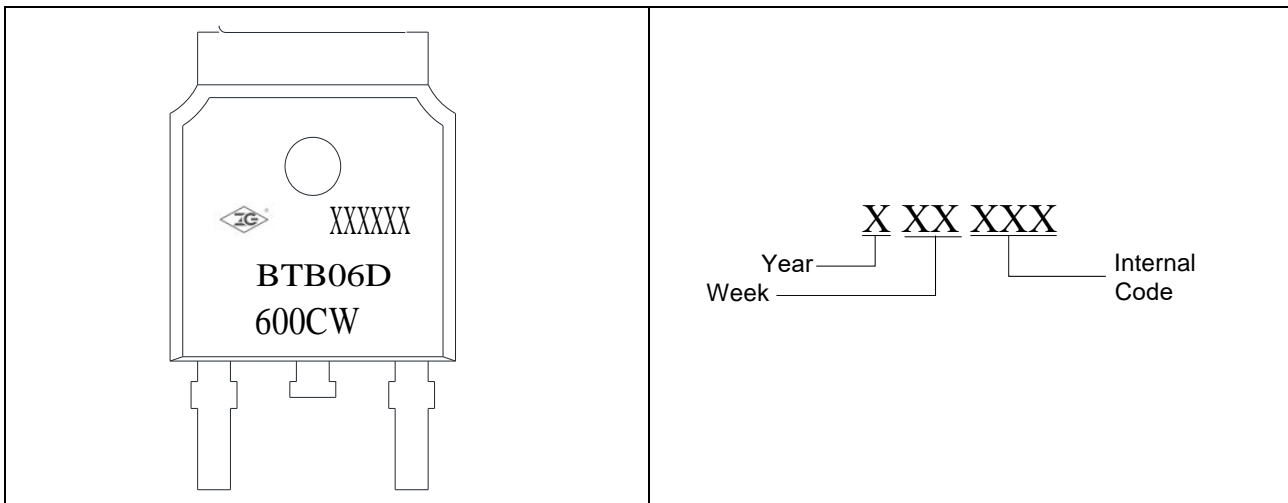 XXXXXX
BTB06D
600CW
X XX XXX
Year
Week
Internal
Code